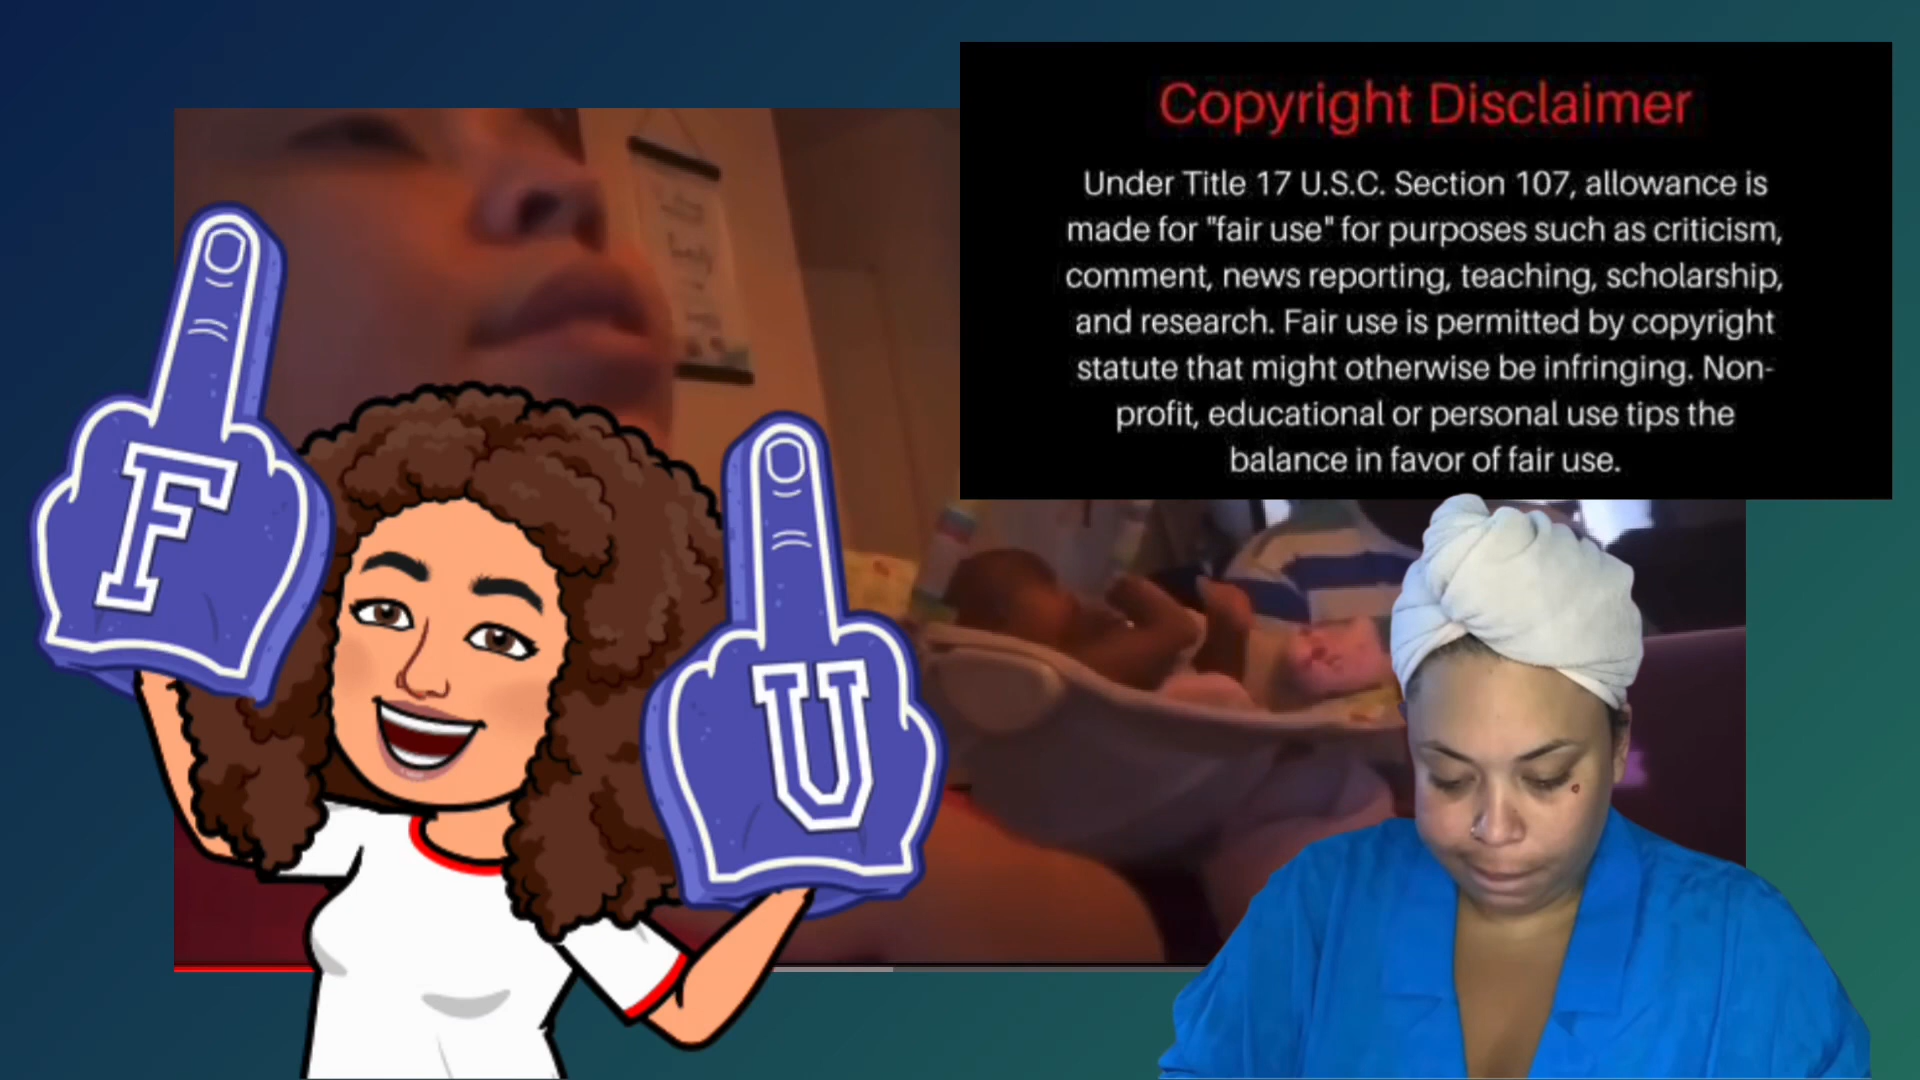 Copyright Disclaimer
Under Title 17 U.S.C. Section 107, allowance is
made for "fair use" for purposes such as criticism,
comment, news reporting, teaching, scholarship,
and research. Fair use is permitted by copyright
statute that might otherwise be infringing. Non-
profit, educational or personal use tips the
balance in favor of fair use.
F
U